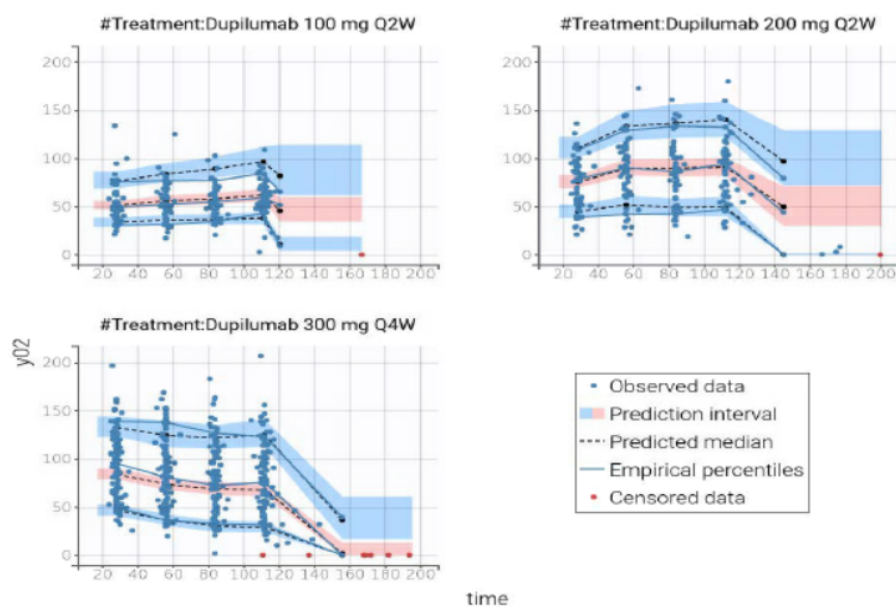 #Treatment:Dupilumab 100 mg Q2W
200
150
100
50
0
20 40 60 80 100 120 140 160 180 200
#Treatment:Dupilumab 200 mg Q2W
200
150
100
50
0
20 40 60 80 100 120 140 160 180 200
#Treatment:Dupilumab 300 mg Q4W
y02
200
150
100
50
0
20 40 60 80 100 120 140 160 180 200
Observed data
Prediction interval
Predicted median
Empirical percentiles
Censored data
time